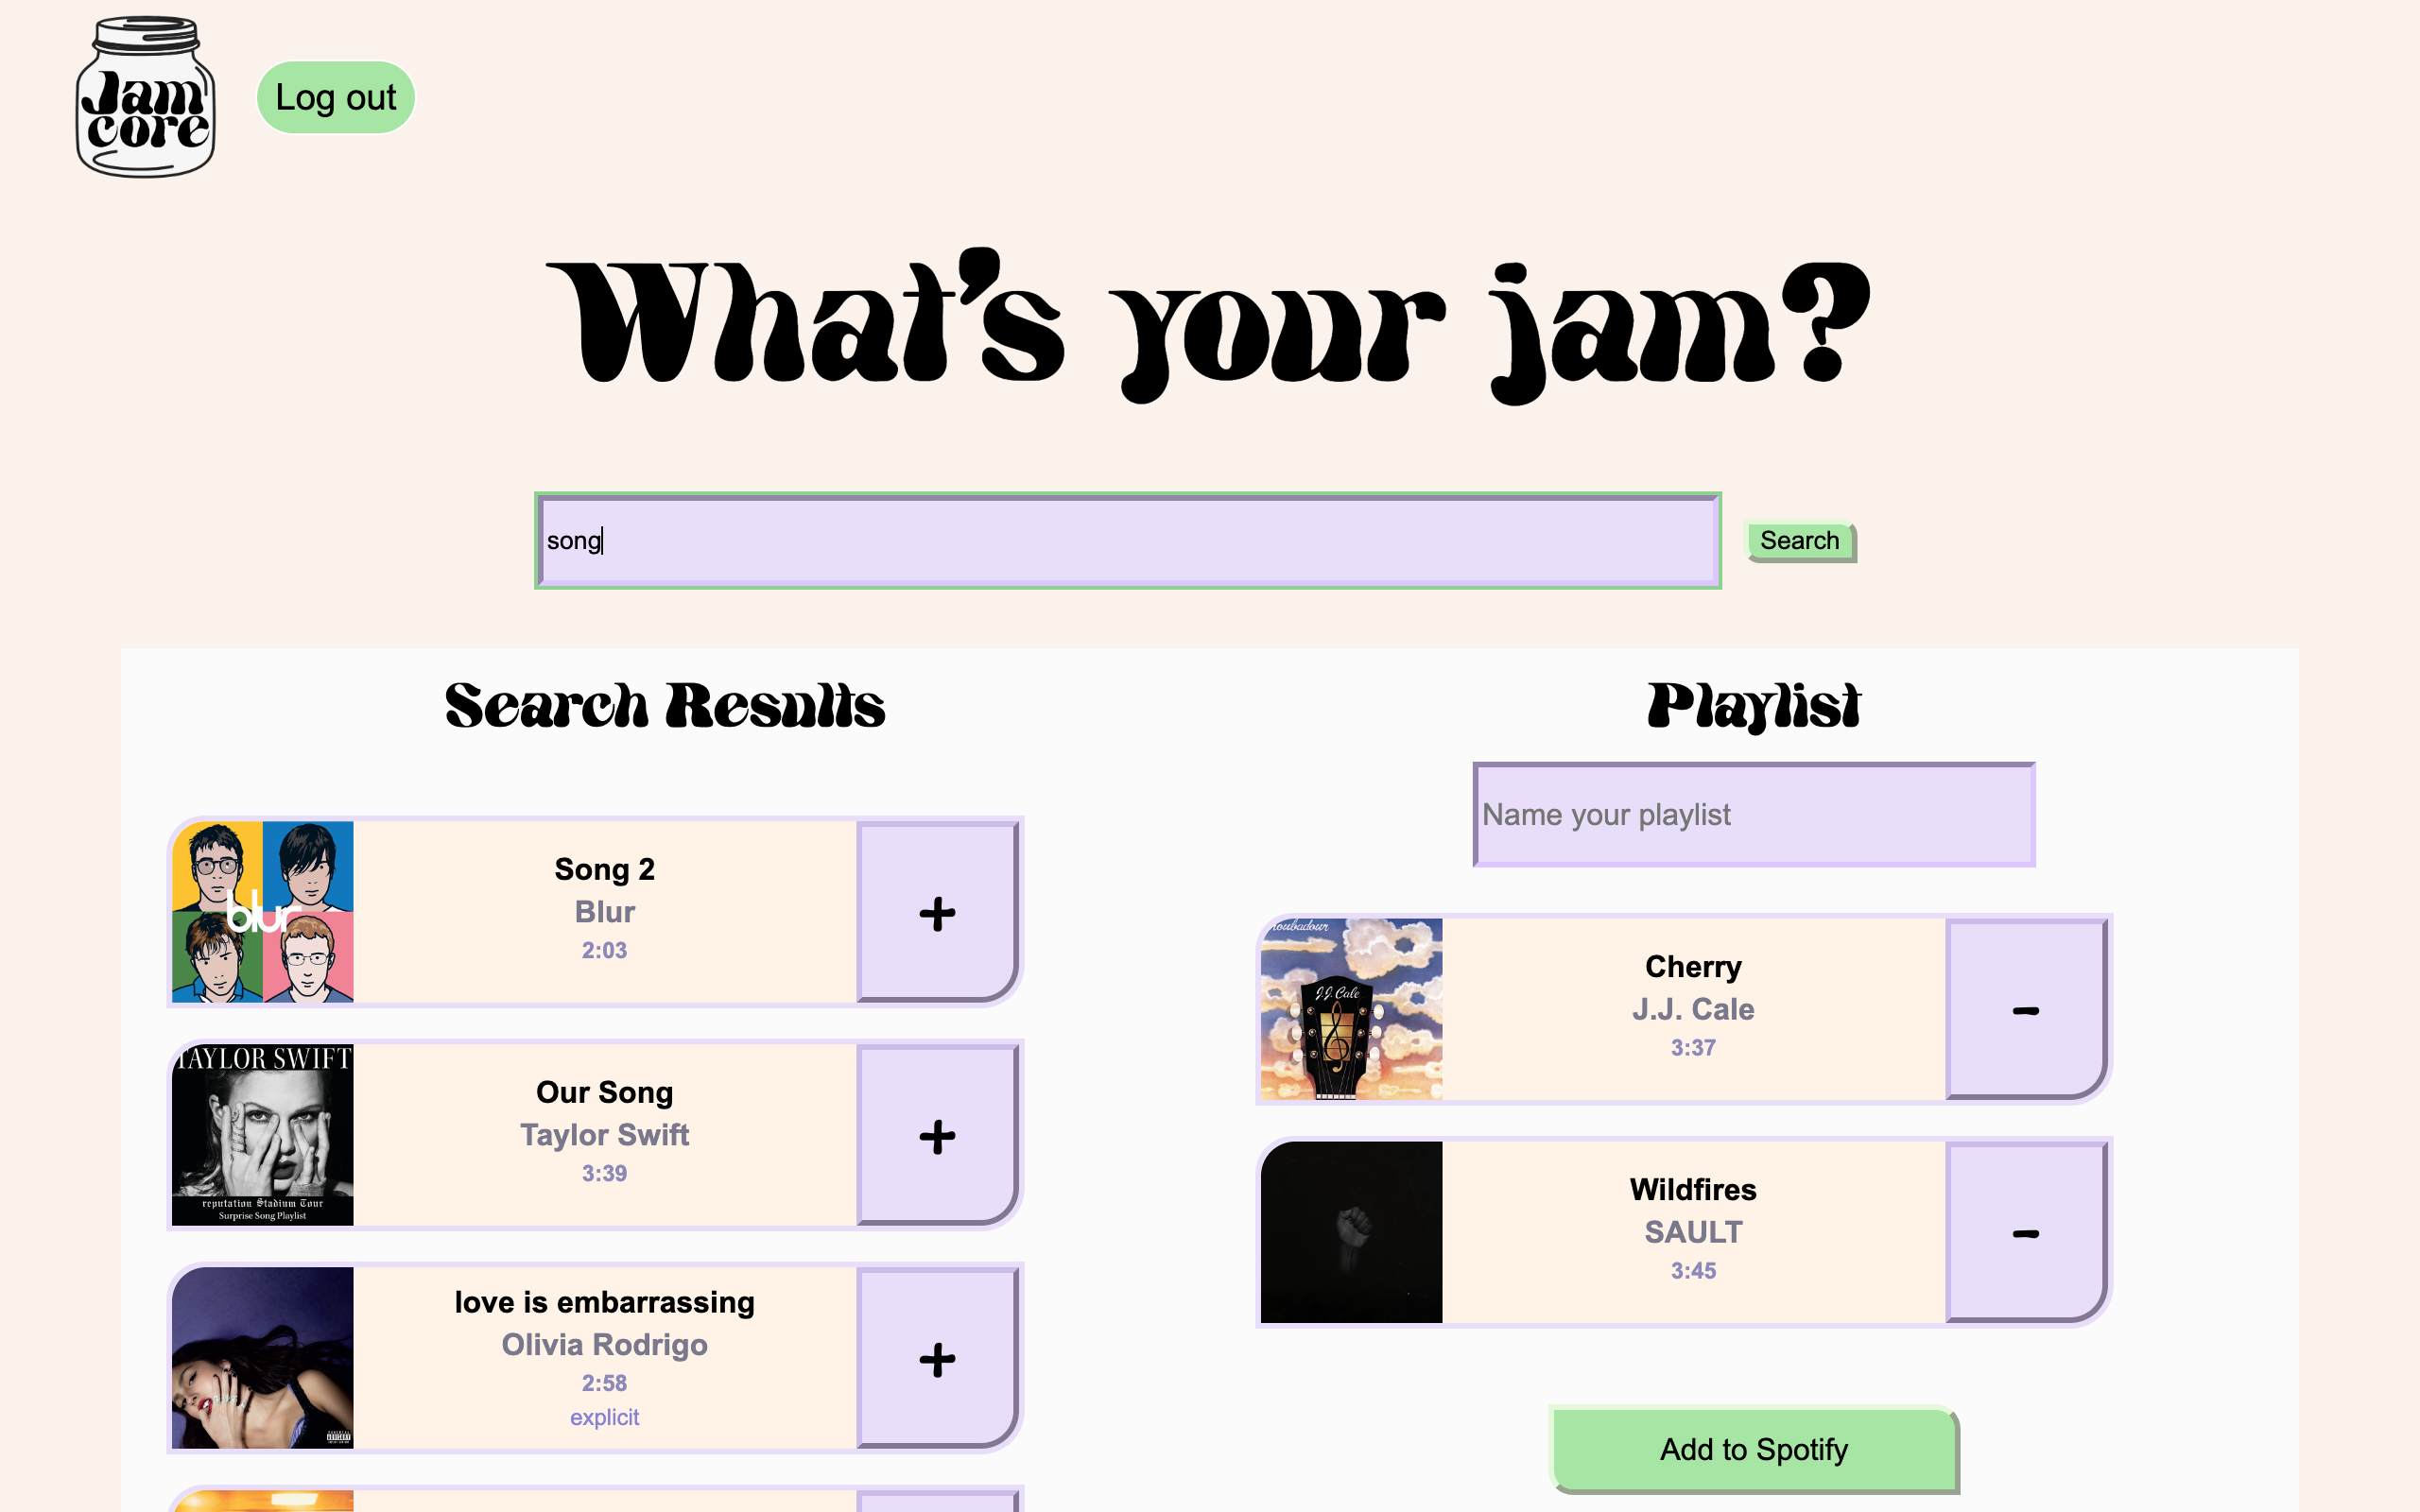 Jam
core
Log out
What's your jam?
song
Search
Search Results
Playlist
Name your playlist
blur
Song 2
Blur
2:03
+
troubadour
J.J. Cale
Cherry
J.J. Cale
3:37
-
TAYLOR SWIFT
reputation Stadium Tour
Surprise Song Playlist
Our Song
Taylor Swift
3:39
+
Wildfires
SAULT
3:45
-
love is embarrassing
Olivia Rodrigo
2:58
explicit
+
Add to Spotify